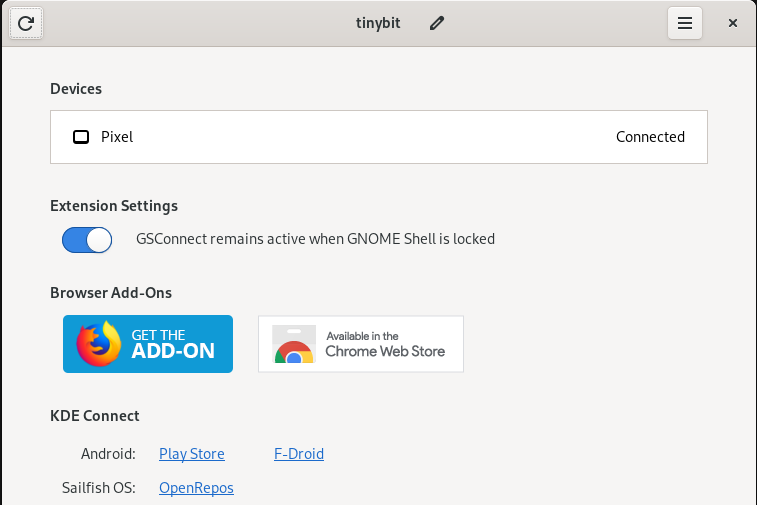 tinybit
Devices
Pixel Connected
Extension Settings
GSConnect remains active when GNOME Shell is locked
Browser Add-Ons
GET THE
ADD-ON
Available in the
Chrome Web Store
KDE Connect
Android: Play Store F-Droid
Sailfish OS: OpenRepos